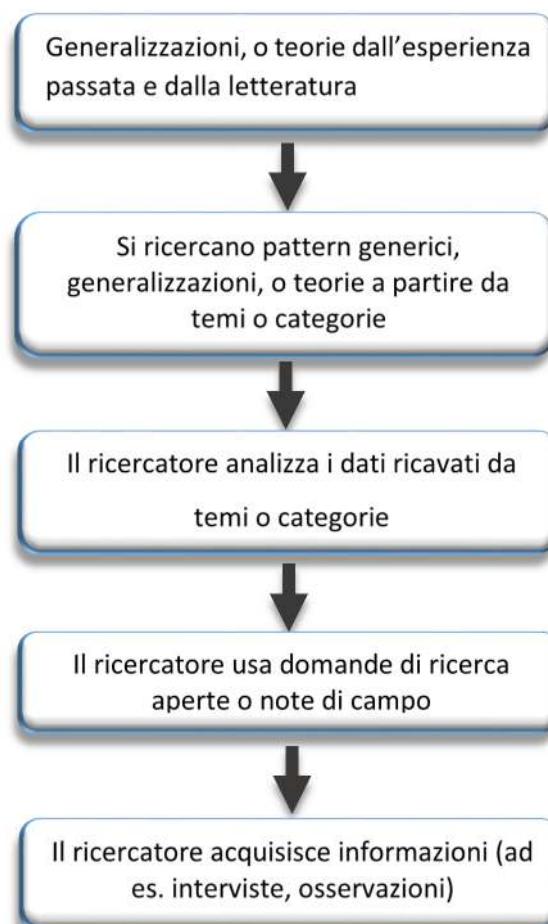 Generalizzazioni, o teorie dall’esperienza
passata e dalla letteratura
Si ricercano pattern generici,
generalizzazioni, o teorie a partire da
temi o categorie
Il ricercatore analizza i dati ricavati da
temi o categorie
Il ricercatore usa domande di ricerca
aperte o note di campo
Il ricercatore acquisisce informazioni (ad
es. interviste, osservazioni)